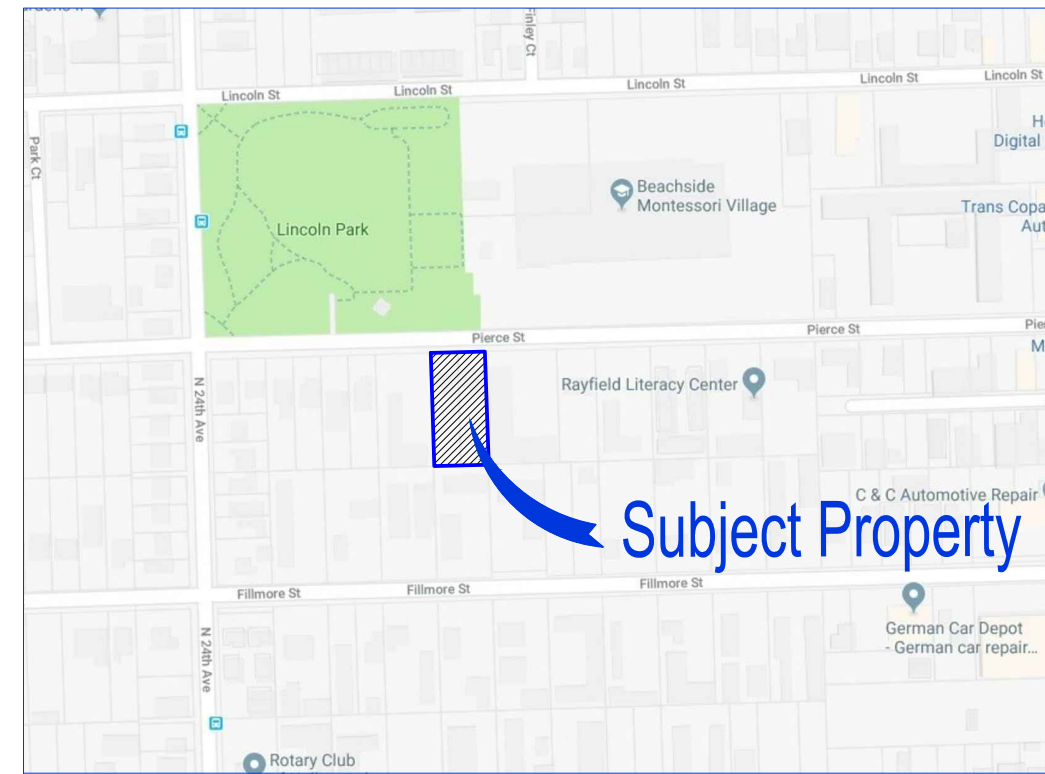 Finley Ct
Lincoln St
Lincoln St
Lincoln St
Lincoln St
Lincoln St
Park Ct
Digital
Beachside
Montessori Village
Trans Copa
Aut
Lincoln Park
Pierce St
Pierce St
N 24th Ave
Rayfield Literacy Center
C & C Automotive Repair
Subject Property
Fillmore St
Fillmore St
Fillmore St
German Car Depot
- German car repair...
N 24th Ave
Rotary Club